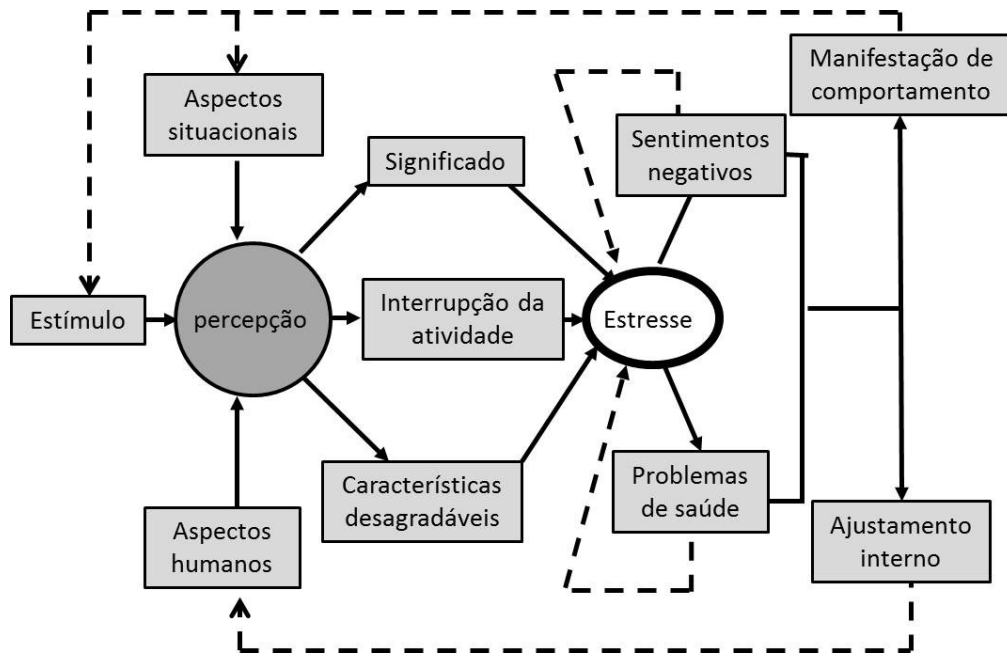 Manifestação de
comportamento
Aspectos
situacionais
Significado
Sentimentos
negativos
Estímulo
percepção
Interrupção da
atividade
Estresse
Características
desagradáveis
Problemas
de saúde
Aspectos
humanos
Ajustamento
interno